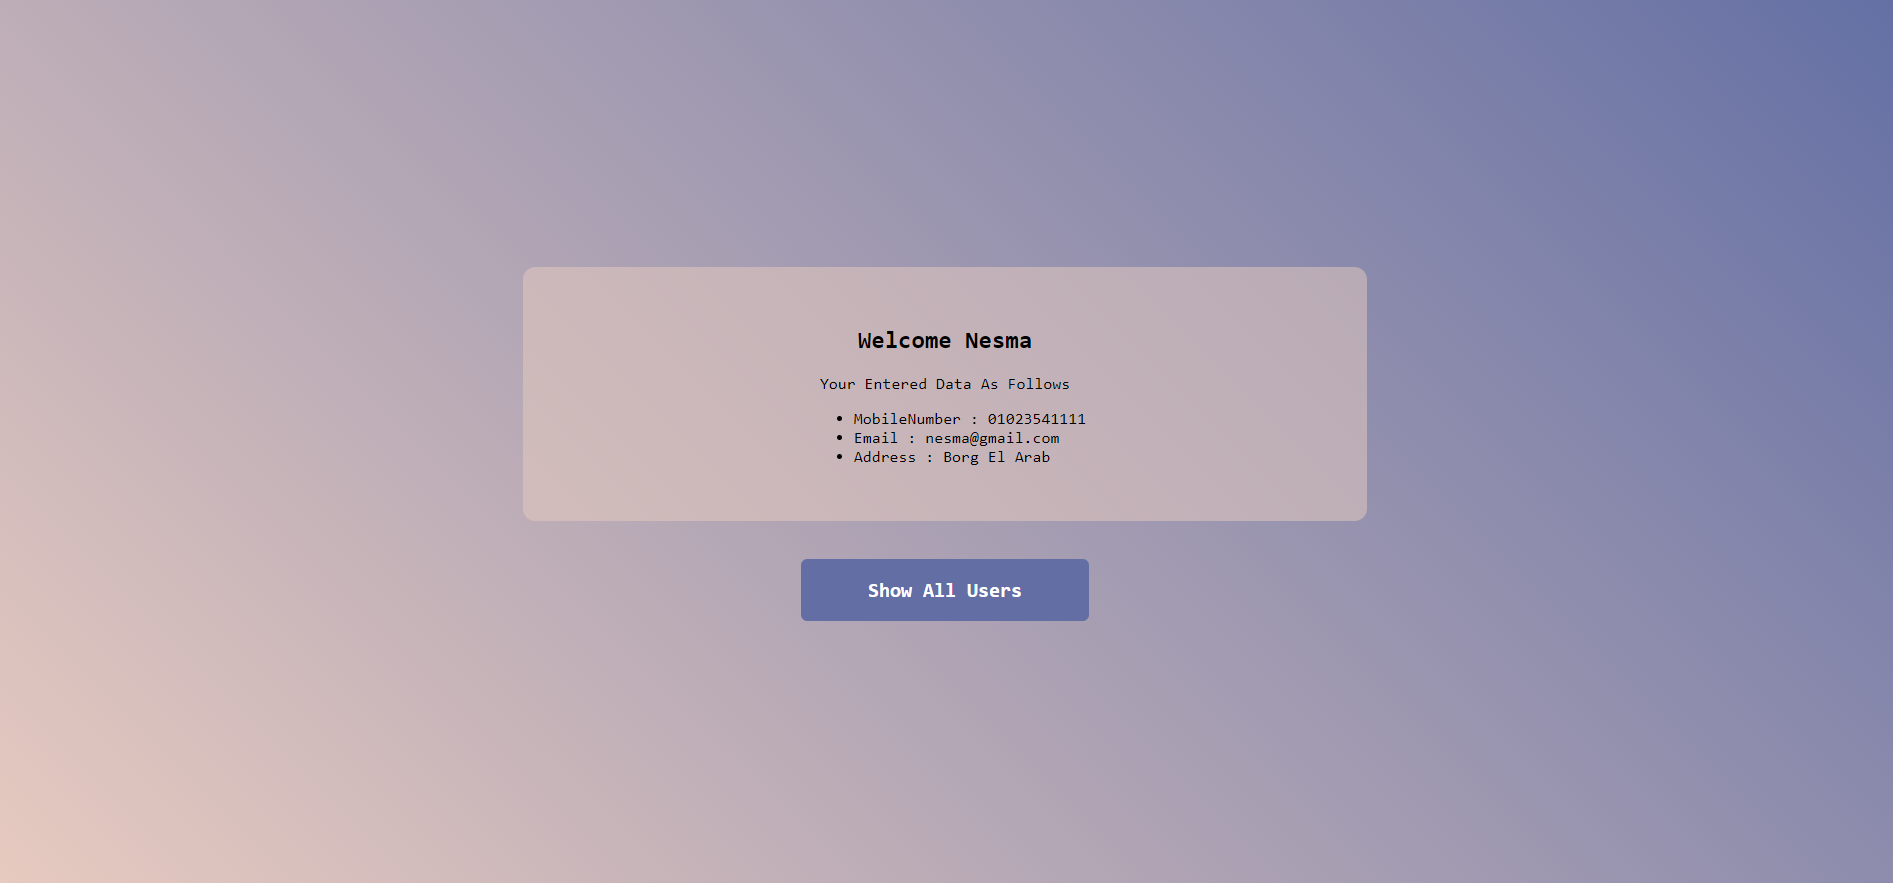 Welcome Nesma
Your Entered Data As Follows
• MobileNumber : 01023541111
• Email : nesma@gmail.com
• Address : Borg El Arab
Show All Users